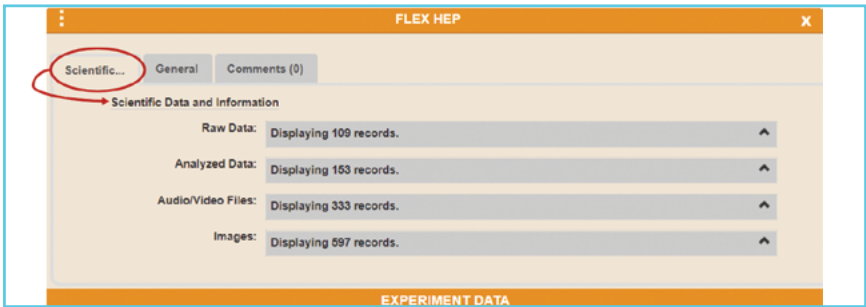 FLEX HEP X
Scientific... General Comments (0)
Scientific Data and Information
Raw Data: Displaying 109 records.
Analyzed Data: Displaying 153 records.
Audio/Video Files: Displaying 333 records.
Images: Displaying 597 records.
EXPERIMENT DATA